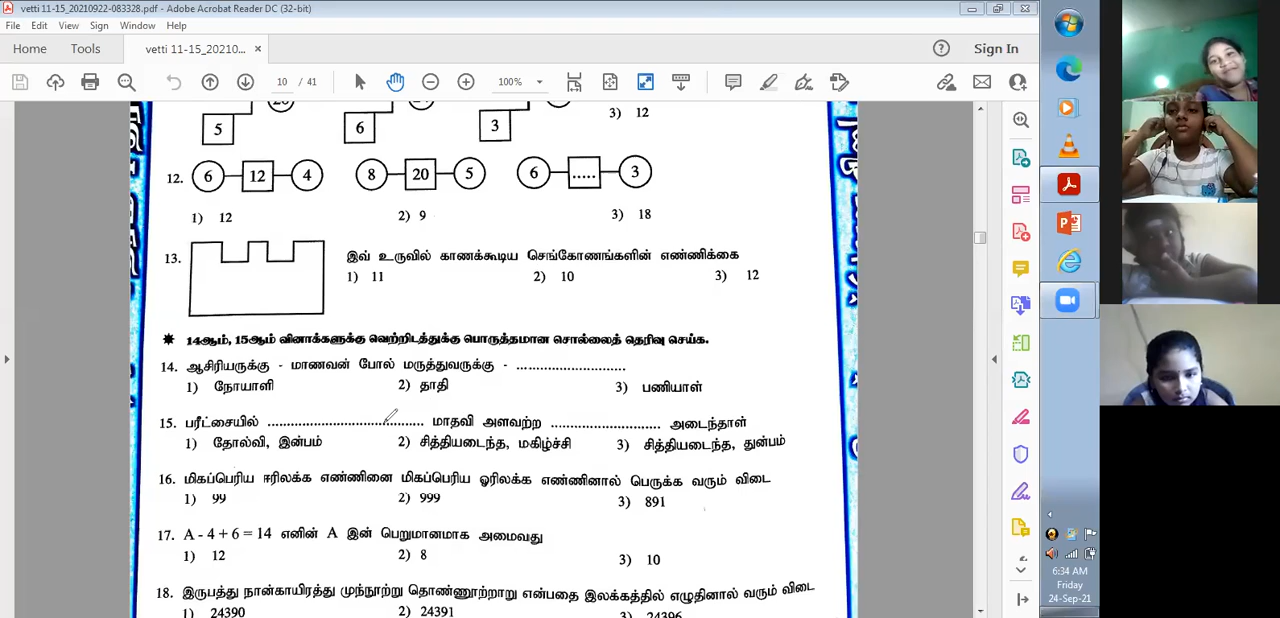 vetti 11-15_20210922-083328.pdf - Adobe Acrobat Reader DC (32-bit)
File Edit View Sign Window Help
Home Tools vetti 11-15_20210... × Sign In
10 / 41 100%
5 6 3 3) 12
12. 6 12 4 8 20 5 6 ..... 3
1) 12 2) 9 3) 18
13. இவ் உருவில் காணக்கூடிய செங்கோணங்களின் எண்ணிக்கை
1) 11 2) 10 3) 12
* 14ஆம், 15ஆம் வினாக்களுக்கு வெற்றிடத்துக்கு பொருத்தமான சொல்லைத் தெரிவு செய்க.
14. ஆசிரியருக்கு - மாணவன் போல் மருத்துவருக்கு - ............................
1) நோயாளி 2) தாதி 3) பணியாள்
15. பரீட்சையில் ........................................ மாதவி அளவற்ற ............................ அடைந்தாள்
1) தோல்வி, இன்பம் 2) சித்தியடைந்த, மகிழ்ச்சி 3) சித்தியடைந்த, துன்பம்
16. மிகப்பெரிய ஈரிலக்க எண்ணினை மிகப்பெரிய ஓரிலக்க எண்ணினால் பெருக்க வரும் விடை
1) 99 2) 999 3) 891
17. A - 4 + 6 = 14 எனின் A இன் பெறுமானமாக அமைவது
1) 12 2) 8 3) 10
18. இருபத்து நான்காயிரத்து முந்நூற்று தொண்ணூற்றாறு என்பதை இலக்கத்தில் எழுதினால் வரும் விடை
1) 24390 2) 24391 3) 24396
6:34 AM
Friday
24-Sep-21